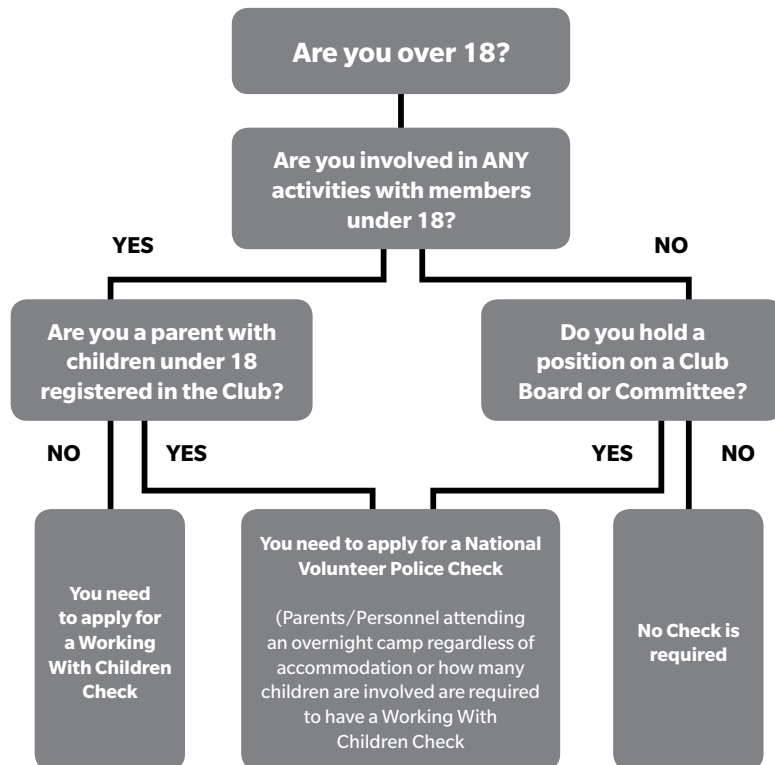 Are you over 18?
Are you involved in ANY
activities with members
under 18?
YES
NO
Are you a parent with
children under 18
registered in the Club?
Do you hold a
position on a Club
Board or Committee?
NO
YES
YES
NO
You need
to apply for
a Working
With Children
Check
You need to apply for a National
Volunteer Police Check
(Parents/Personnel attending
an overnight camp regardless of
accommodation or how many
children are involved are required
to have a Working With
Children Check
No Check is
required